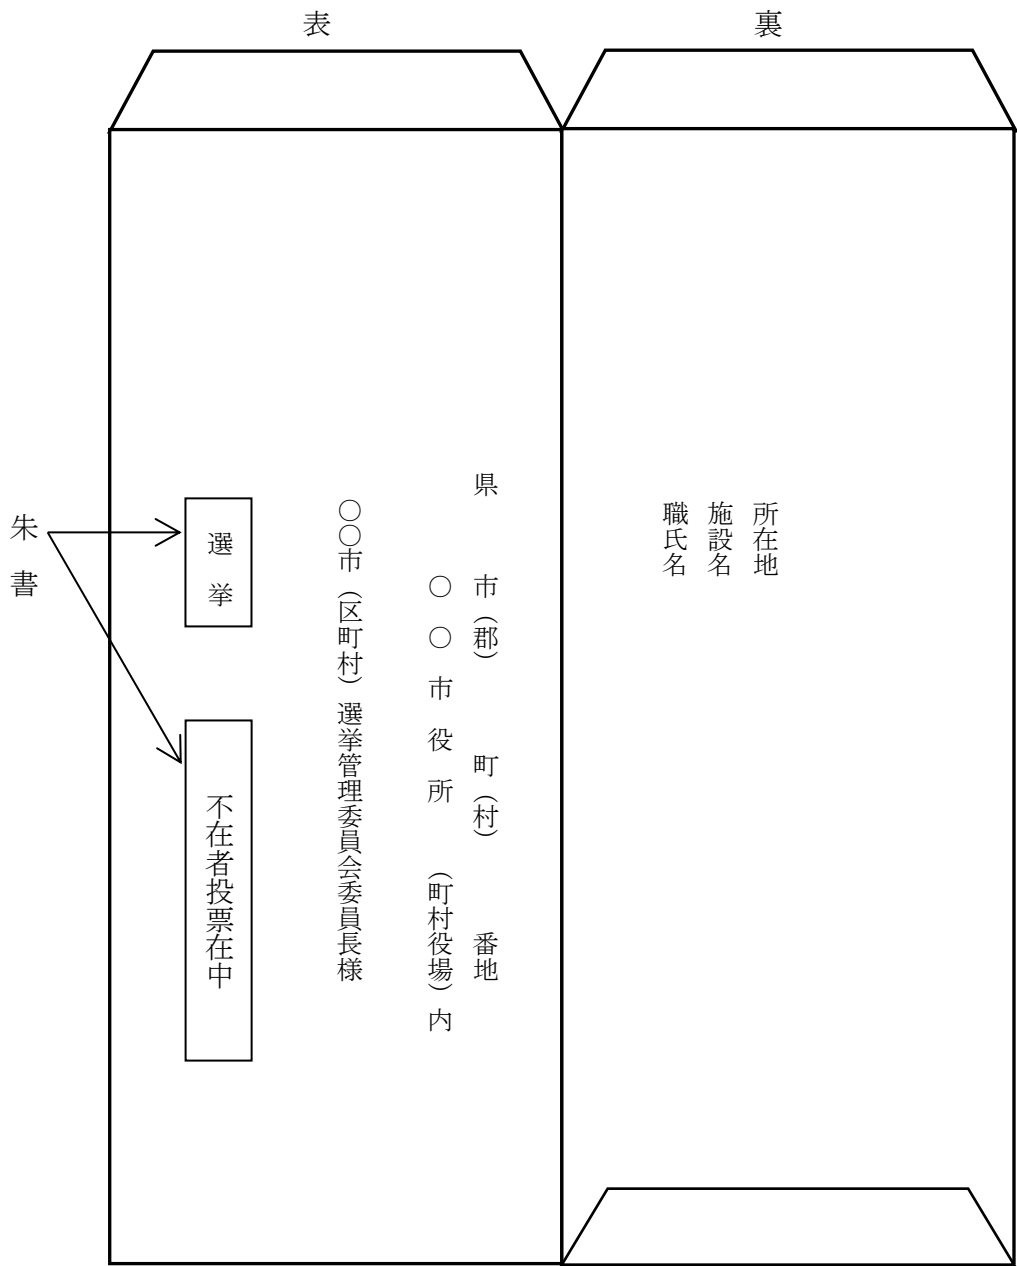 表
県　市（郡）　町（村）　番地
〇〇市役所（町村役場）内
〇〇市（区町村）選挙管理委員会委員長様
選挙
不在者投票在中
朱書
裏
所在地
施設名
職氏名